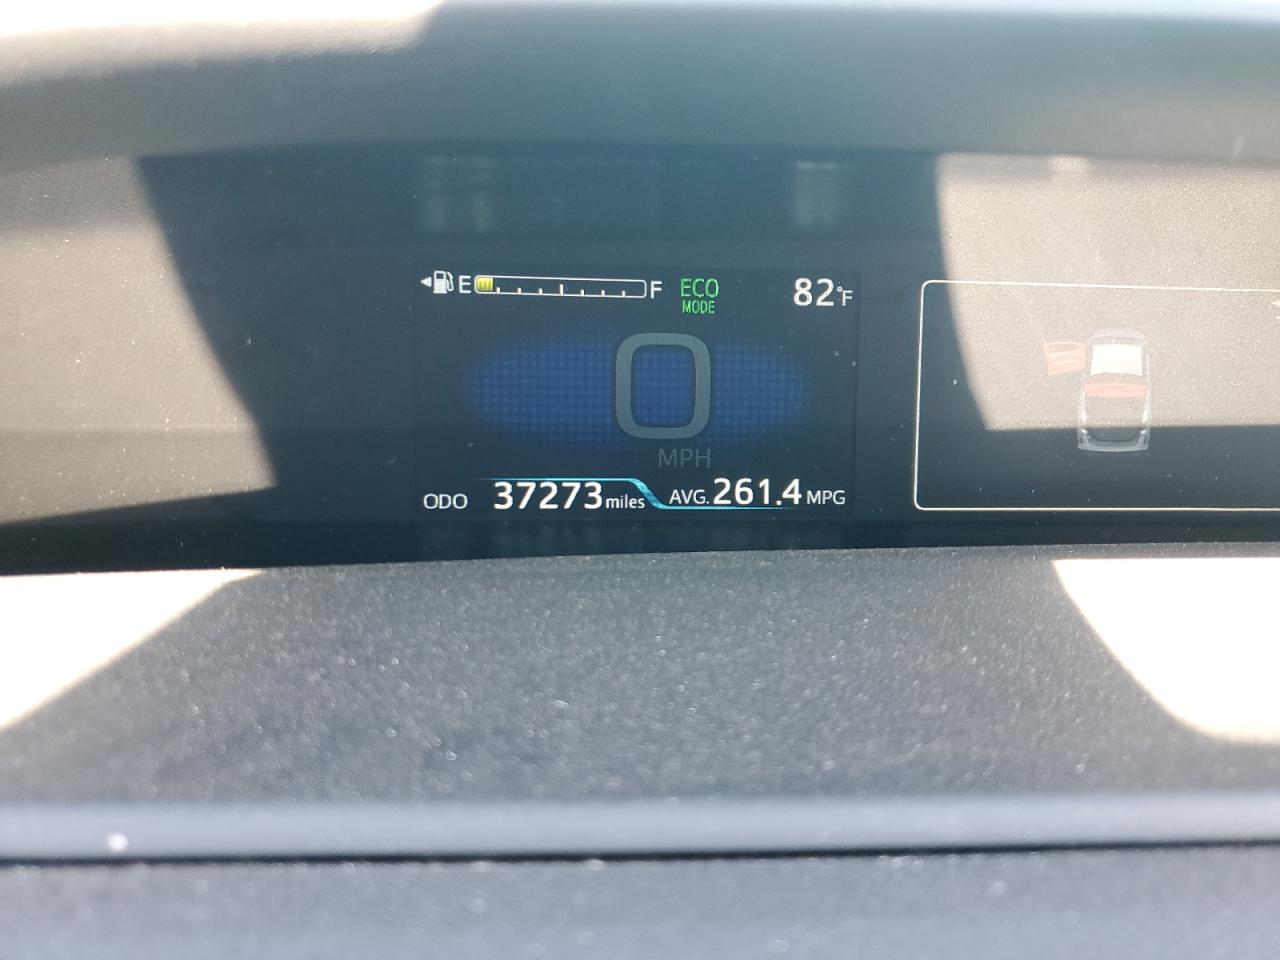 E F ECO MODE 82°F
0
MPH
ODO 37273 miles AVG. 261.4 MPG